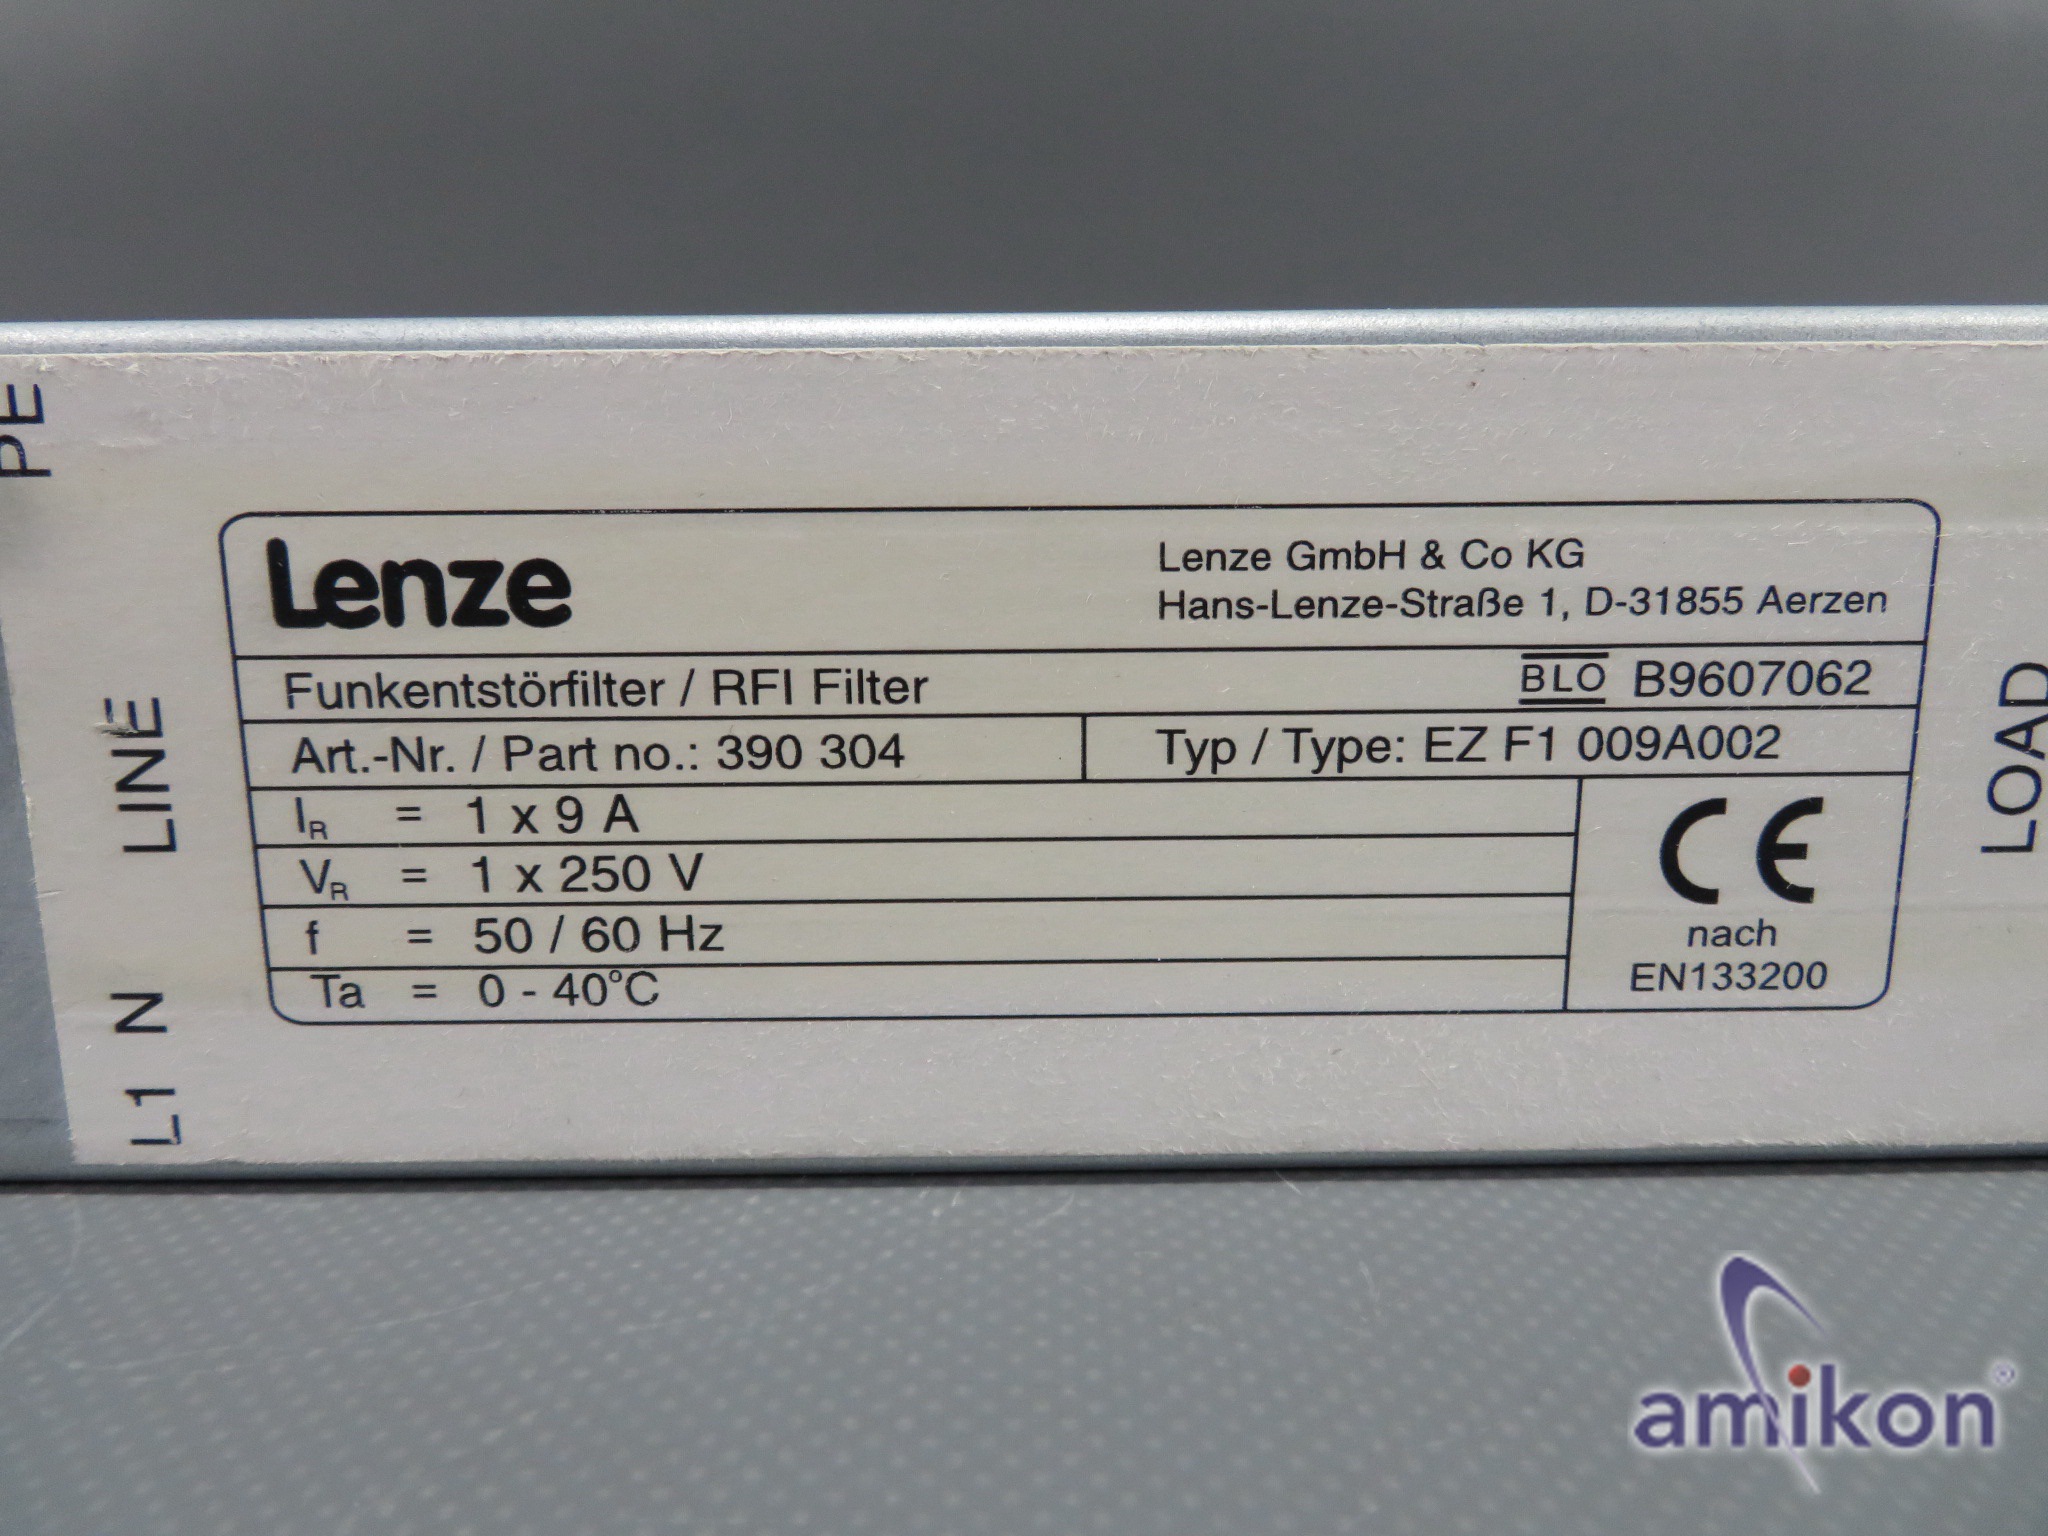 PE
LINE
L1 N
Lenze
Lenze GmbH & Co KG
Hans-Lenze-Straße 1, D-31855 Aerzen
Funkentstörfilter / RFI Filter
BLO B9607062
Art.-Nr. / Part no.: 390 304
Typ / Type: EZ F1 009A002
IR = 1 x 9 A
VR = 1 x 250 V
f = 50 / 60 Hz
Ta = 0 - 40°C
CE
nach
EN133200
LOAD
amikon®